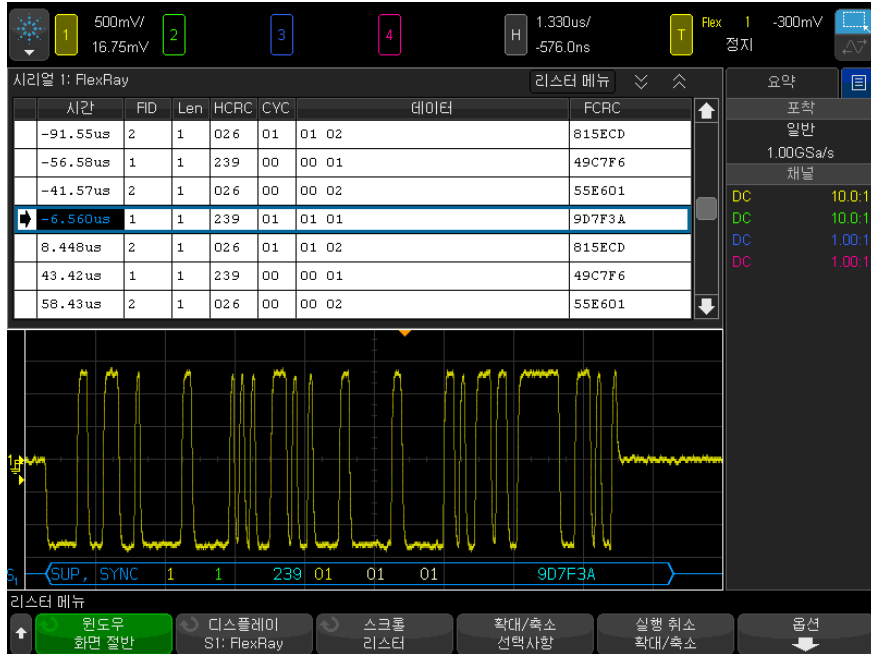 1 500mV/ 2 3 4 H 1.330us/ T Flex 1 -300mV
16.75mV -576.0ns 정지
시리얼 1: FlexRay 리스터 메뉴
시간 FID Len HCRC CYC 데이터 FCRC
-91.55us 2 1 026 01 01 02 815ECD
-56.58us 1 1 239 00 00 01 49C7F6
-41.57us 2 1 026 00 00 02 55E601
-6.560us 1 1 239 01 01 01 9D7F3A
8.448us 2 1 026 01 01 02 815ECD
43.42us 1 1 239 00 00 01 49C7F6
58.43us 2 1 026 00 00 02 55E601
요약
포착
일반
1.00GSa/s
채널
DC 10.0:1
DC 10.0:1
DC 1.00:1
DC 1.00:1
1
S1 SUP, SYNC 1 1 239 01 01 01 9D7F3A
리스터 메뉴
윈도우
화면 절반
디스플레이
S1: FlexRay
스크롤
리스터
확대/축소
선택사항
실행 취소
확대/축소
옵션